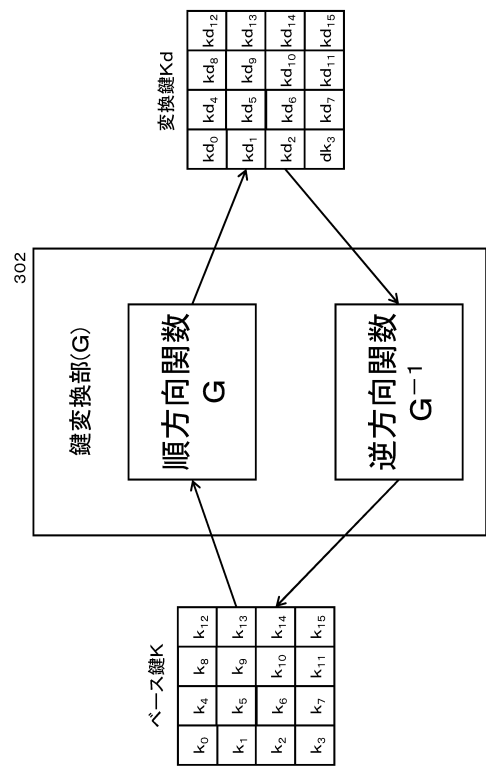 302
鍵変換部(G)
ベース鍵K
k₀ k₄ k₈ k₁₂
k₁ k₅ k₉ k₁₃
k₂ k₆ k₁₀ k₁₄
k₃ k₇ k₁₁ k₁₅
順方向関数
G
逆方向関数
G⁻¹
変換鍵Kd
kd₀ kd₄ kd₈ kd₁₂
kd₁ kd₅ kd₉ kd₁₃
kd₂ kd₆ kd₁₀ kd₁₄
dk₃ kd₇ kd₁₁ kd₁₅